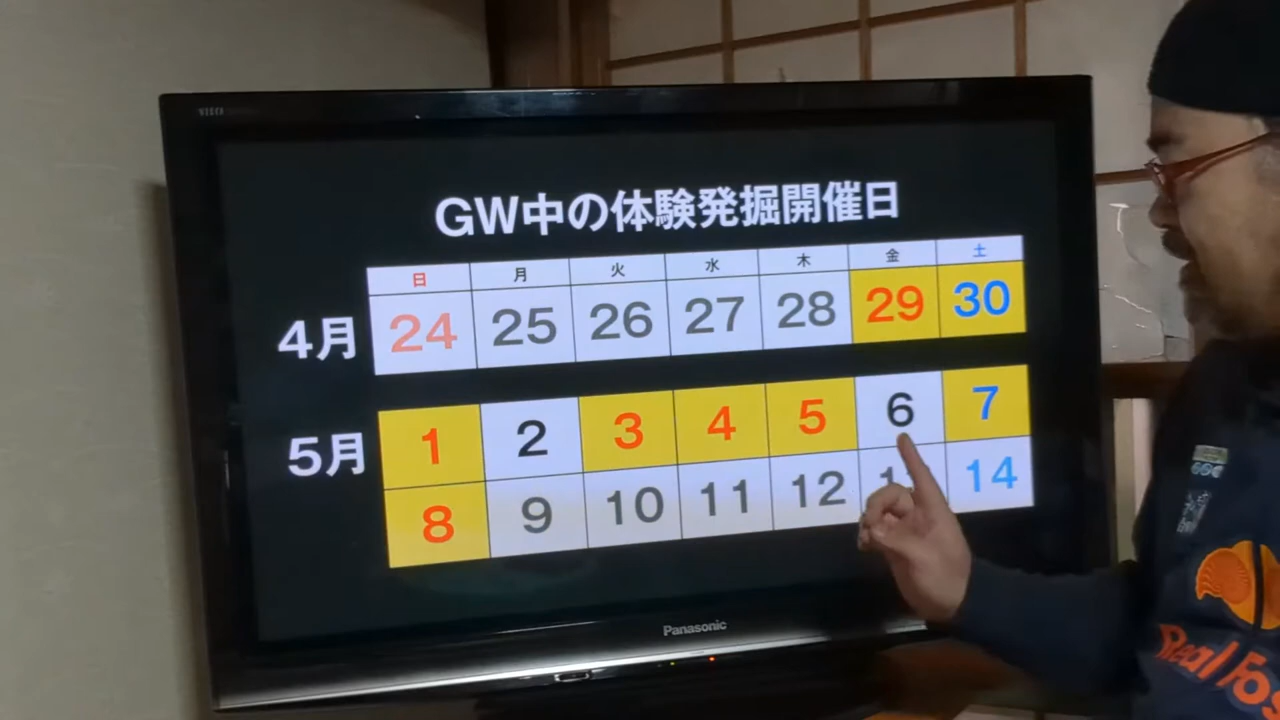 GW中の体験発掘開催日
日 月 火 水 木 金 土
4月 24 25 26 27 28 29 30
5月 1 2 3 4 5 6 7
8 9 10 11 12 14
Panasonic
Real Fos